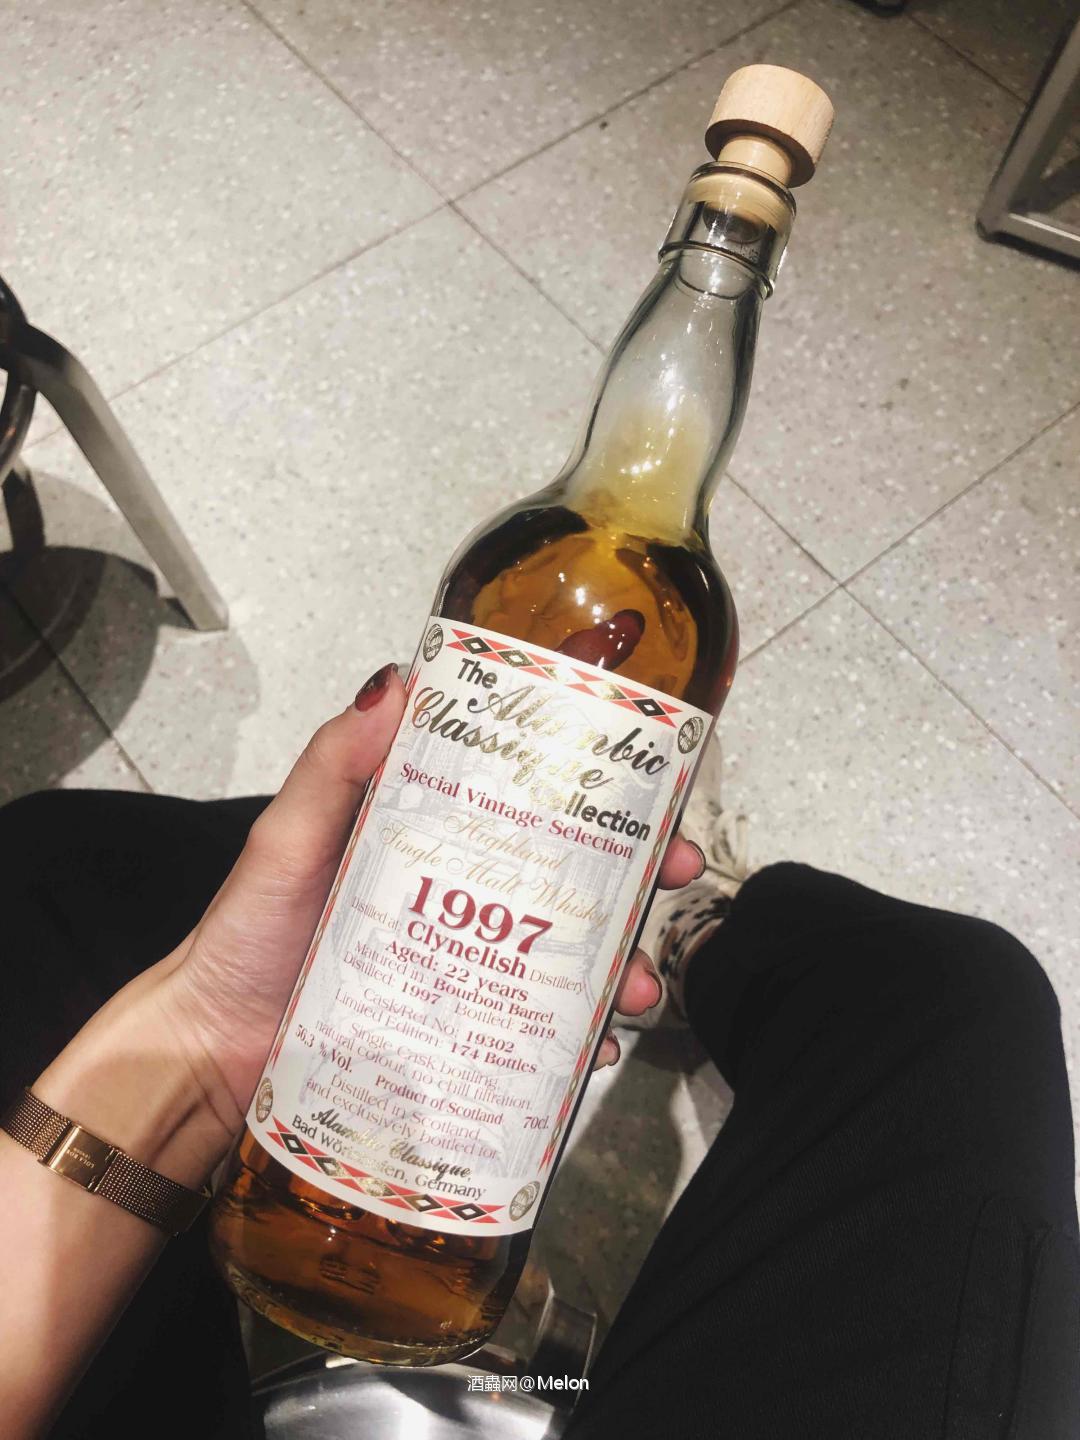 The
Alambic
Classique
Collection
Special Vintage Selection
Highland
Single Malt Whisky
1997
Distilled at: Clynelish Distillery
Aged: 22 years
Matured in: Bourbon Barrel
Distilled: 1997 Bottled: 2019
Cask/Ref No: 19302
Limited Edition: 174 Bottles
Single Cask bottling,
natural colour, no chill filtration.
56,3 % Vol. Product of Scotland 70cl.
Distilled in Scotland
and exclusively bottled for:
Alambic Classique,
Bad Wörishofen, Germany
酒蟲网@Melon